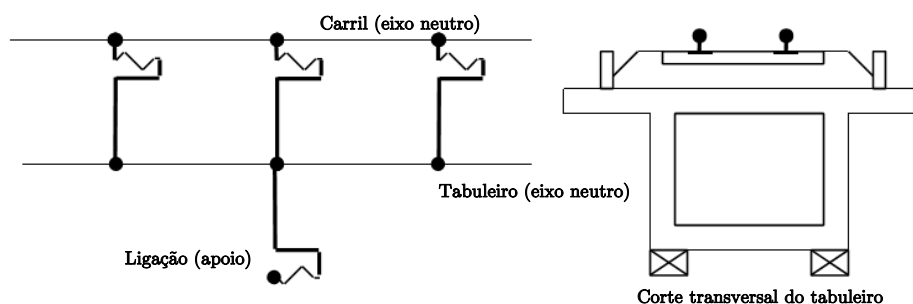 Carril (eixo neutro)
Tabuleiro (eixo neutro)
Ligação (apoio)
Corte transversal do tabuleiro